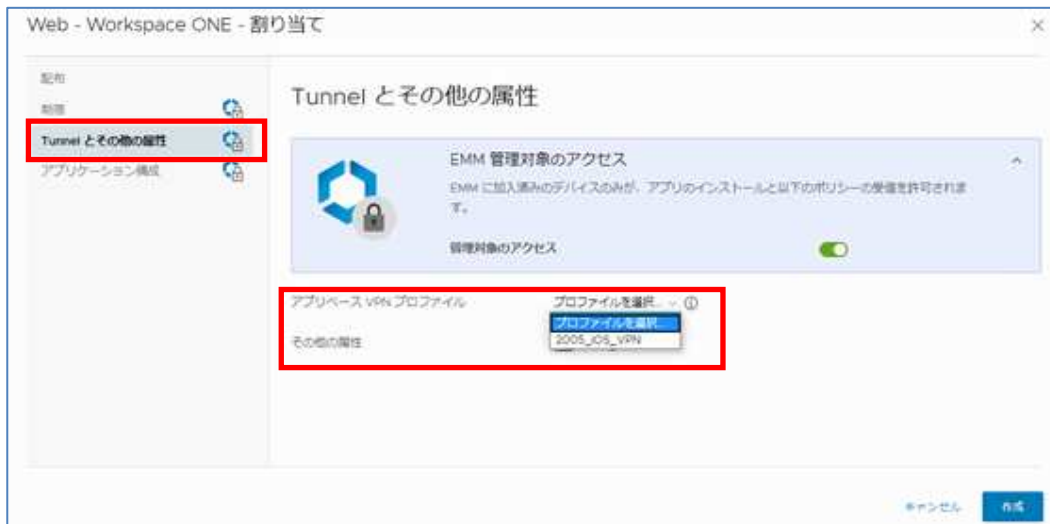 Web - Workspace ONE - 割り当て
配布
制限
Tunnel とその他の属性
アプリケーション構成
Tunnel とその他の属性
EMM 管理対象のアクセス
EMM に加入済みのデバイスのみが、アプリのインストールと以下のポリシーの受信を許可されま
す。
管理対象のアクセス
アプリベース VPN プロファイル
プロファイルを選択...
プロファイルを選択...
2005_iOS_VPN
その他の属性
キャンセル
作成